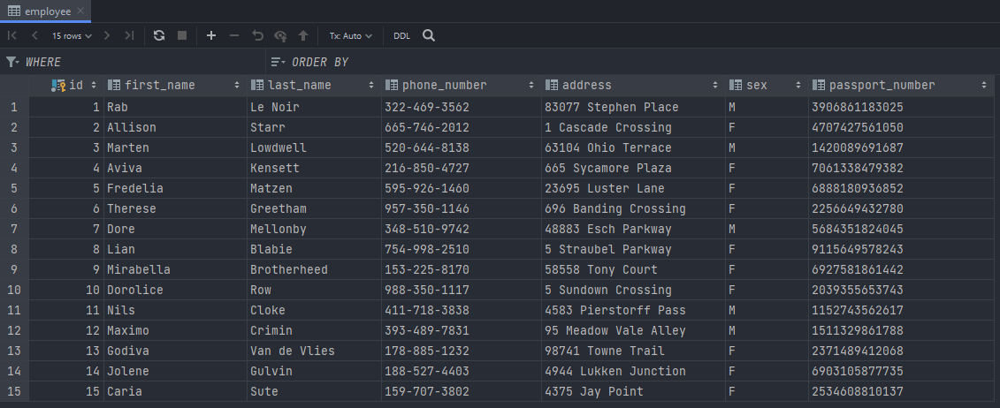 employee
15 rows Tx: Auto DDL
WHERE ORDER BY
id first_name last_name phone_number address sex passport_number
1 1 Rab Le Noir 322-469-3562 83077 Stephen Place M 3906861183025
2 2 Allison Starr 665-746-2012 1 Cascade Crossing F 4707427561050
3 3 Marten Lowdwell 520-644-8138 63104 Ohio Terrace M 1420089691687
4 4 Aviva Kensett 216-850-4727 665 Sycamore Plaza F 7061338479382
5 5 Fredelia Matzen 595-926-1460 23695 Luster Lane F 6888180936852
6 6 Therese Greetham 957-350-1146 696 Banding Crossing F 2256649432780
7 7 Dore Mellonby 348-510-9742 48883 Esch Parkway M 5684351824045
8 8 Lian Blabie 754-998-2510 5 Straubel Parkway F 9115649578243
9 9 Mirabella Brotherheed 153-225-8170 58558 Tony Court F 6927581861442
10 10 Dorolice Row 988-350-1117 5 Sundown Crossing F 2039355653743
11 11 Nils Cloke 411-718-3838 4583 Pierstorff Pass M 1152743562617
12 12 Maximo Crimin 393-489-7831 95 Meadow Vale Alley M 1511329861788
13 13 Godiva Van de Vlies 178-885-1232 98741 Towne Trail F 2371489412068
14 14 Jolene Gulvin 188-527-4403 4944 Lukken Junction F 6903105877735
15 15 Caria Sute 159-707-3802 4375 Jay Point F 2534608810137